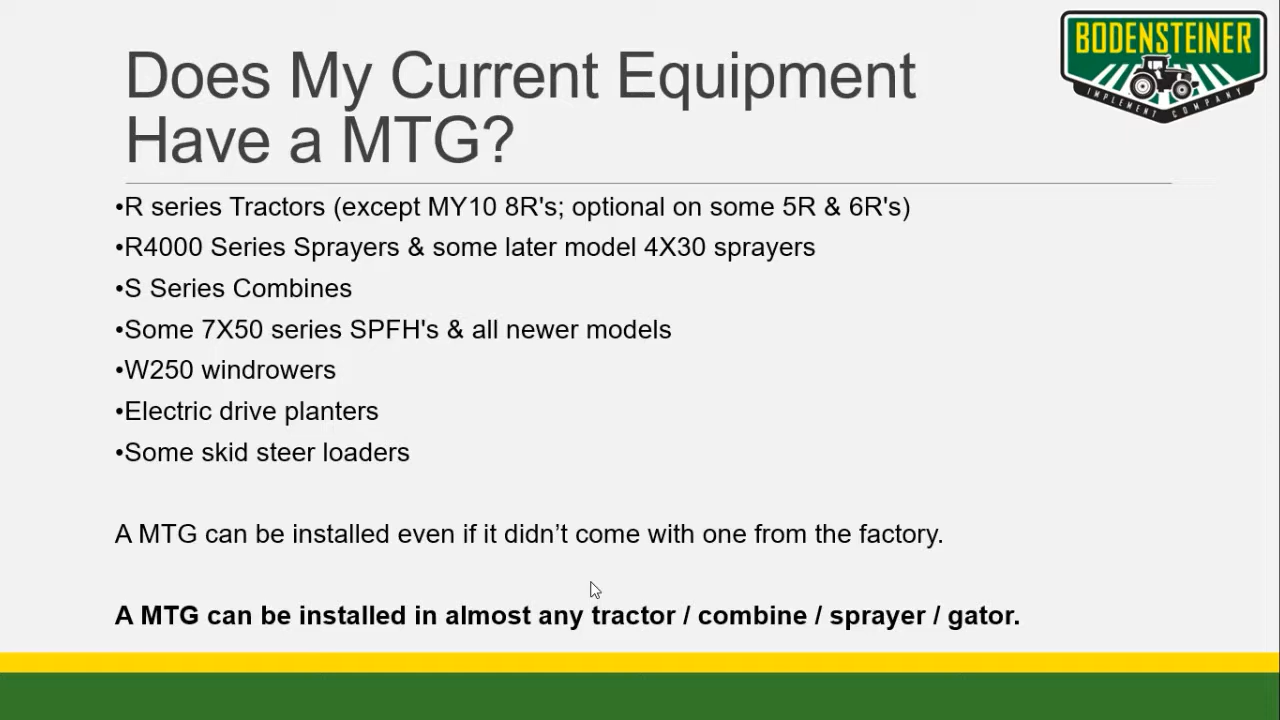 BODENSTEINER
IMPLEMENT COMPANY
Does My Current Equipment
Have a MTG?
•R series Tractors (except MY10 8R's; optional on some 5R & 6R's)
•R4000 Series Sprayers & some later model 4X30 sprayers
•S Series Combines
•Some 7X50 series SPFH's & all newer models
•W250 windrowers
•Electric drive planters
•Some skid steer loaders
A MTG can be installed even if it didn’t come with one from the factory.
A MTG can be installed in almost any tractor / combine / sprayer / gator.